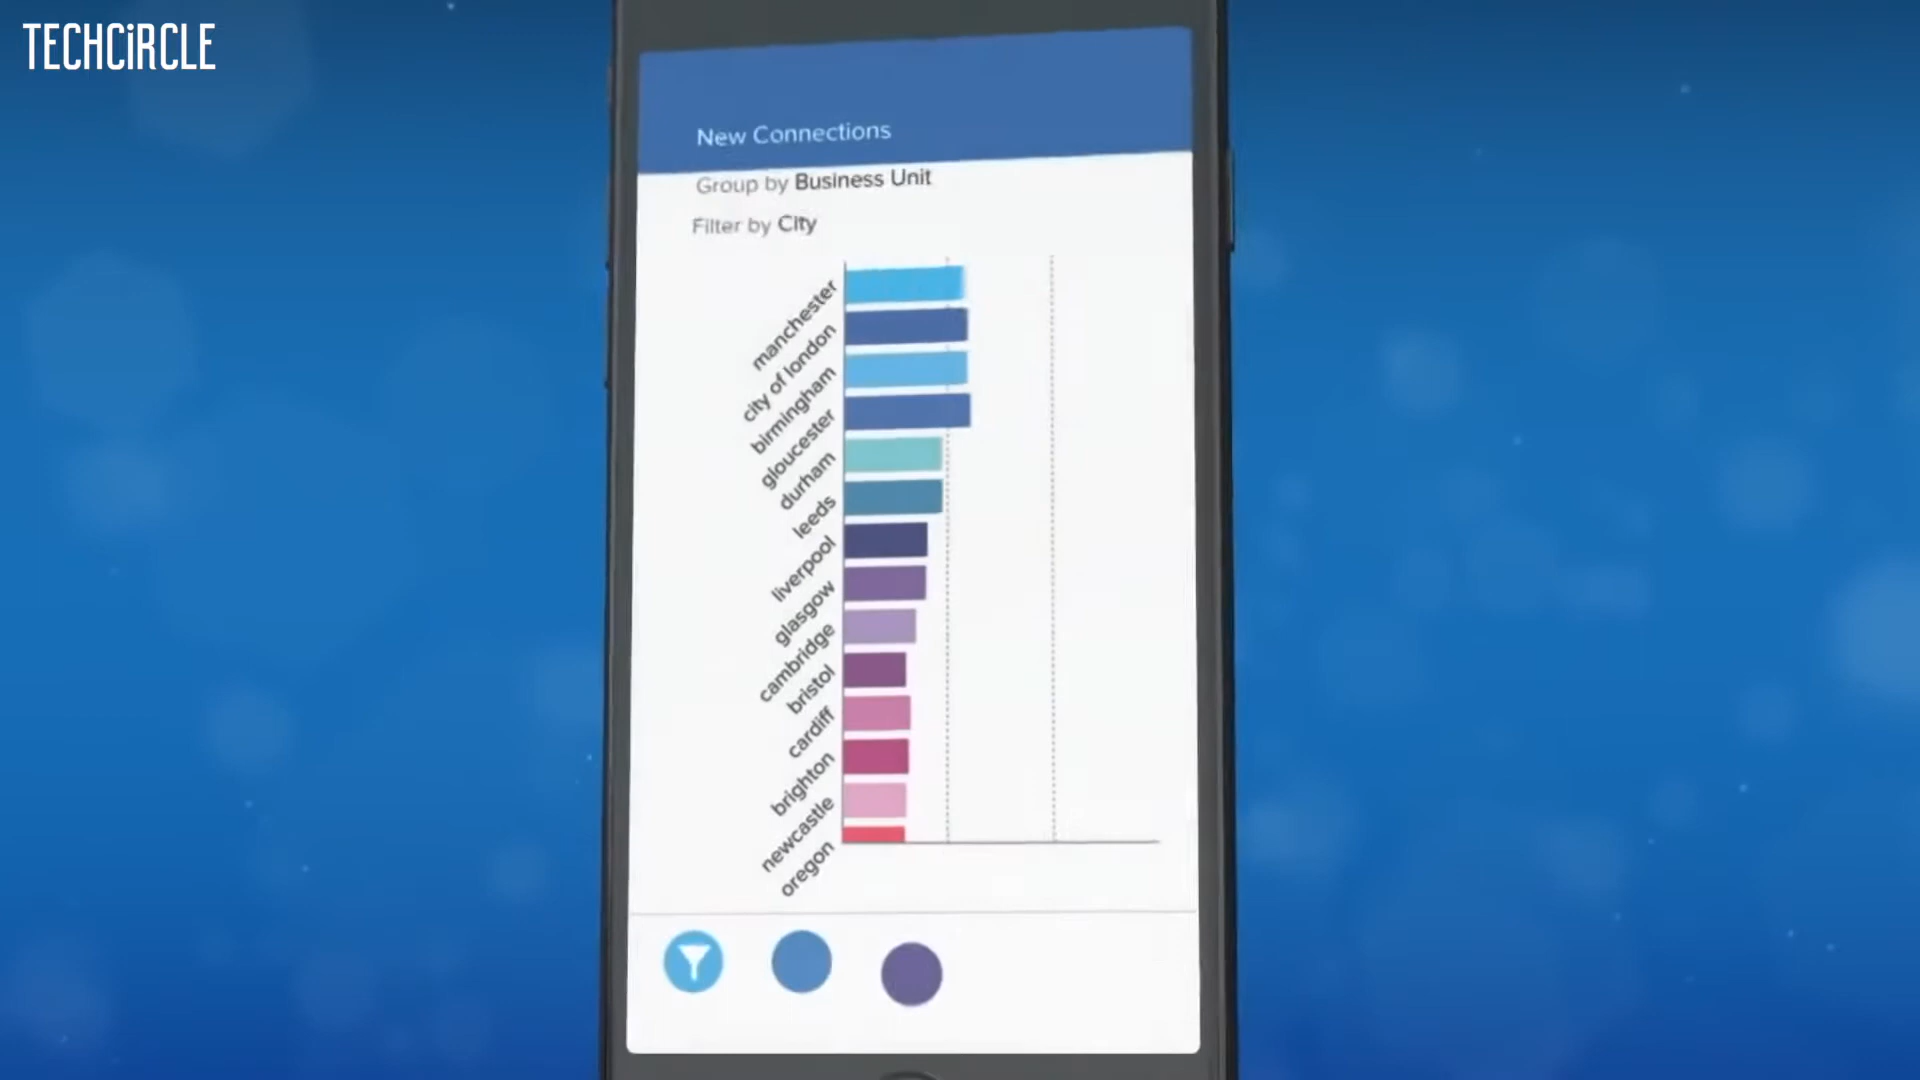 TECHCiRCLE
New Connections
Group by Business Unit
Filter by City
manchester
city of london
birmingham
gloucester
durham
leeds
liverpool
glasgow
cambridge
bristol
cardiff
brighton
newcastle
oregon